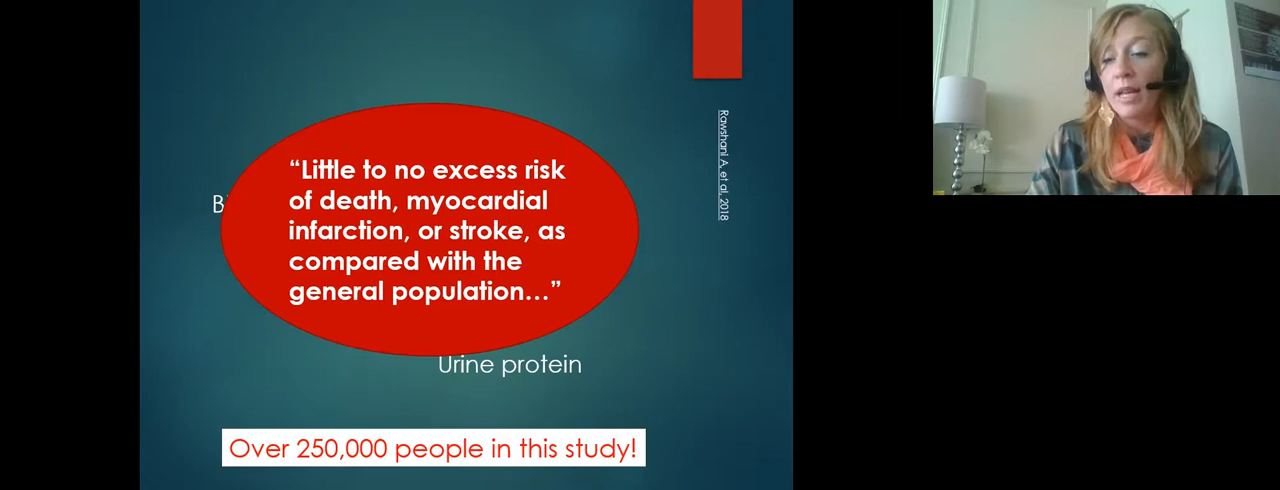 “Little to no excess risk
of death, myocardial
infarction, or stroke, as
compared with the
general population…”
B
Urine protein
Over 250,000 people in this study!
Rawshani A, et al, 2018